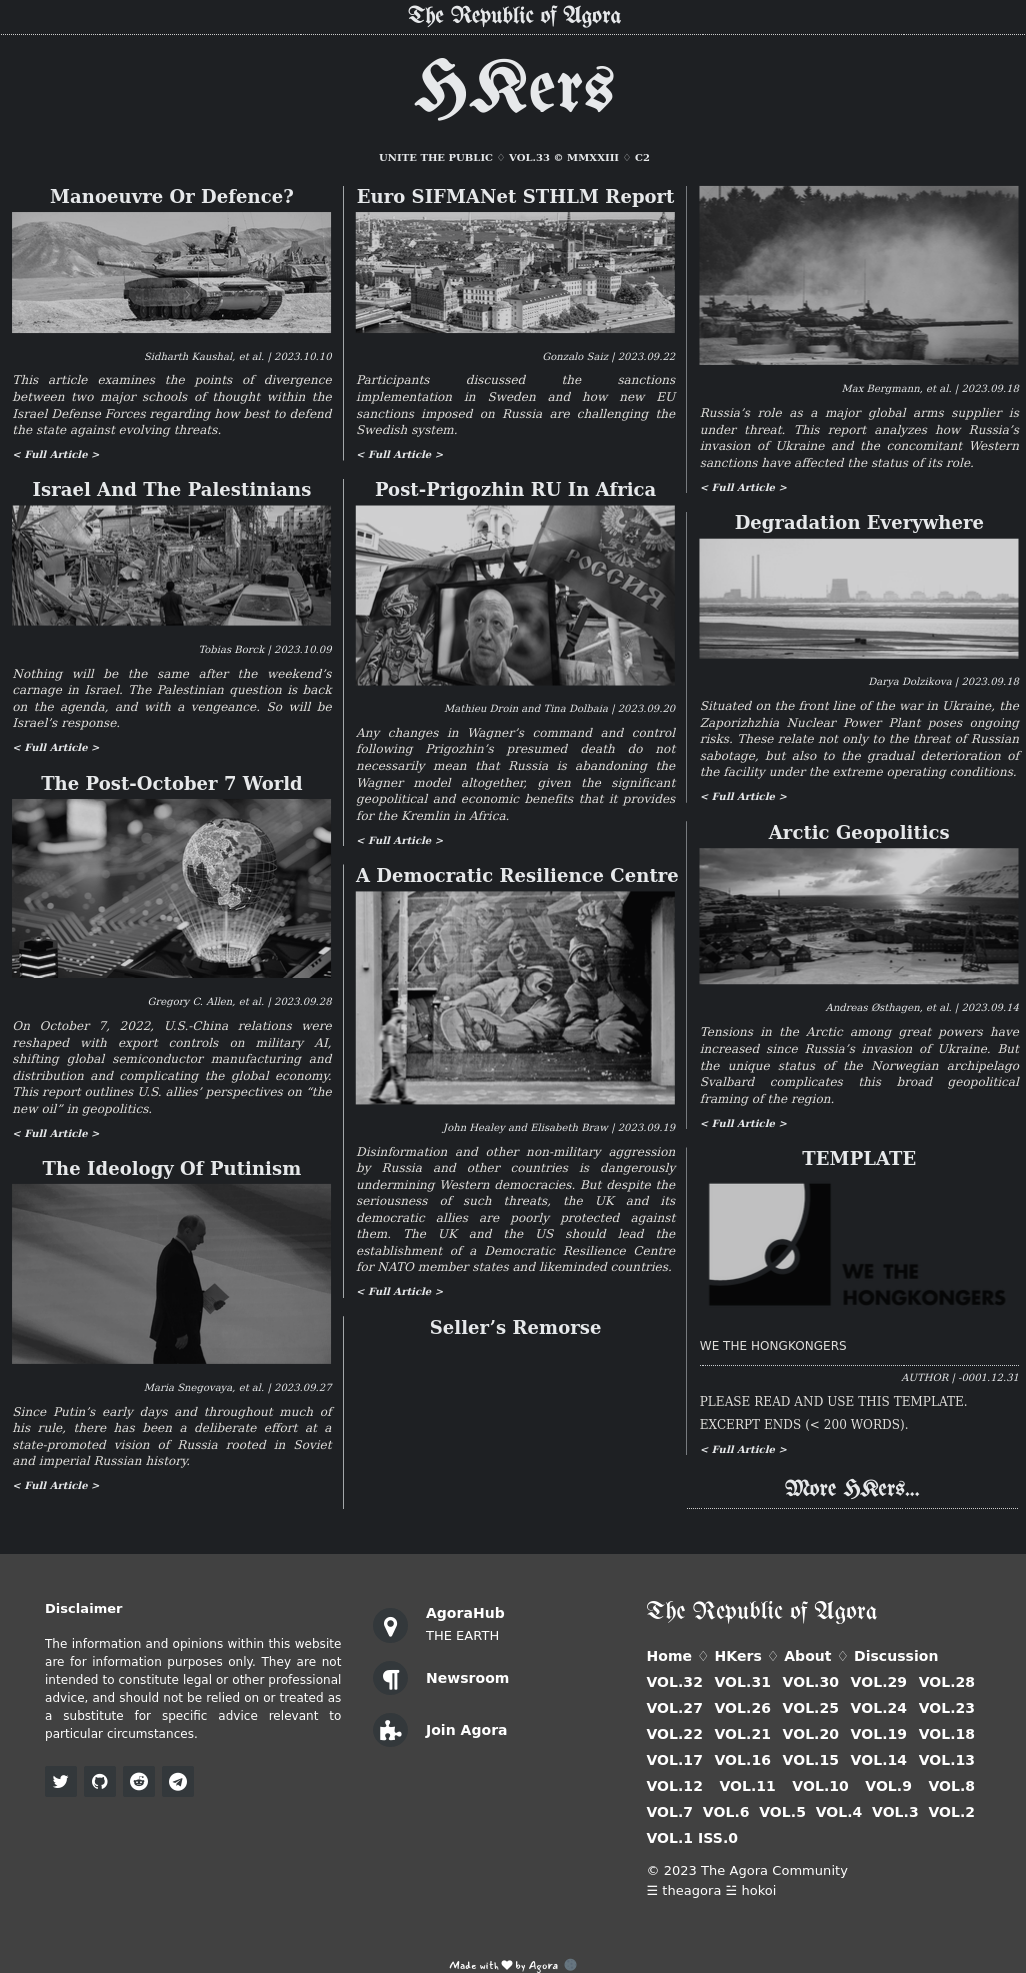 The Republic of Agora
HKers
UNITE THE PUBLIC ♢ VOL.33 © MMXXIII ♢ C2
Manoeuvre Or Defence?
Sidharth Kaushal, et al. | 2023.10.10
This article examines the points of divergence
between two major schools of thought within the
Israel Defense Forces regarding how best to defend
the state against evolving threats.
< Full Article >
Israel And The Palestinians
Tobias Borck | 2023.10.09
Nothing will be the same after the weekend’s
carnage in Israel. The Palestinian question is back
on the agenda, and with a vengeance. So will be
Israel’s response.
< Full Article >
The Post-October 7 World
Gregory C. Allen, et al. | 2023.09.28
On October 7, 2022, U.S.-China relations were
reshaped with export controls on military AI,
shifting global semiconductor manufacturing and
distribution and complicating the global economy.
This report outlines U.S. allies’ perspectives on “the
new oil” in geopolitics.
< Full Article >
The Ideology Of Putinism
Maria Snegovaya, et al. | 2023.09.27
Since Putin’s early days and throughout much of
his rule, there has been a deliberate effort at a
state-promoted vision of Russia rooted in Soviet
and imperial Russian history.
< Full Article >
Euro SIFMANet STHLM Report
Gonzalo Saiz | 2023.09.22
Participants discussed the sanctions
implementation in Sweden and how new EU
sanctions imposed on Russia are challenging the
Swedish system.
< Full Article >
Post-Prigozhin RU In Africa
РОССИЯ
Mathieu Droin and Tina Dolbaia | 2023.09.20
Any changes in Wagner’s command and control
following Prigozhin’s presumed death do not
necessarily mean that Russia is abandoning the
Wagner model altogether, given the significant
geopolitical and economic benefits that it provides
for the Kremlin in Africa.
< Full Article >
A Democratic Resilience Centre
John Healey and Elisabeth Braw | 2023.09.19
Disinformation and other non-military aggression
by Russia and other countries is dangerously
undermining Western democracies. But despite the
seriousness of such threats, the UK and its
democratic allies are poorly protected against
them. The UK and the US should lead the
establishment of a Democratic Resilience Centre
for NATO member states and likeminded countries.
< Full Article >
Seller’s Remorse
Max Bergmann, et al. | 2023.09.18
Russia’s role as a major global arms supplier is
under threat. This report analyzes how Russia’s
invasion of Ukraine and the concomitant Western
sanctions have affected the status of its role.
< Full Article >
Degradation Everywhere
Darya Dolzikova | 2023.09.18
Situated on the front line of the war in Ukraine, the
Zaporizhzhia Nuclear Power Plant poses ongoing
risks. These relate not only to the threat of Russian
sabotage, but also to the gradual deterioration of
the facility under the extreme operating conditions.
< Full Article >
Arctic Geopolitics
Andreas Østhagen, et al. | 2023.09.14
Tensions in the Arctic among great powers have
increased since Russia’s invasion of Ukraine. But
the unique status of the Norwegian archipelago
Svalbard complicates this broad geopolitical
framing of the region.
< Full Article >
TEMPLATE
WE THE
HONGKONGERS
WE THE HONGKONGERS
AUTHOR | -0001.12.31
PLEASE READ AND USE THIS TEMPLATE.
EXCERPT ENDS (< 200 WORDS).
< Full Article >
More HKers...
Disclaimer
The information and opinions within this website
are for information purposes only. They are not
intended to constitute legal or other professional
advice, and should not be relied on or treated as
a substitute for specific advice relevant to
particular circumstances.
AgoraHub
THE EARTH
Newsroom
Join Agora
The Republic of Agora
Home ♢ HKers ♢ About ♢ Discussion
VOL.32 VOL.31 VOL.30 VOL.29 VOL.28
VOL.27 VOL.26 VOL.25 VOL.24 VOL.23
VOL.22 VOL.21 VOL.20 VOL.19 VOL.18
VOL.17 VOL.16 VOL.15 VOL.14 VOL.13
VOL.12 VOL.11 VOL.10 VOL.9 VOL.8
VOL.7 VOL.6 VOL.5 VOL.4 VOL.3 VOL.2
VOL.1 ISS.0
© 2023 The Agora Community
☰ theagora ☱ hokoi
Made with ♥ by Agora